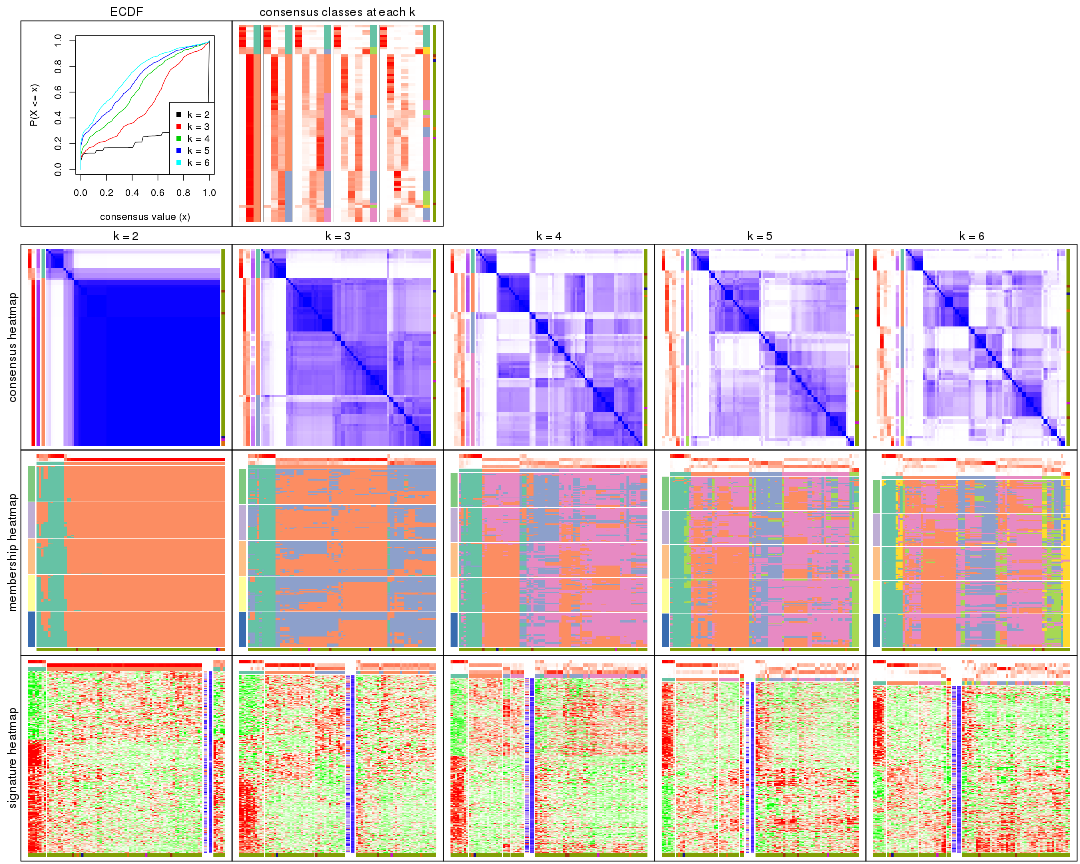 ECDF
consensus classes at each k
P(X <= x)
0.0 0.2 0.4 0.6 0.8 1.0
k = 2
k = 3
k = 4
k = 5
k = 6
0.0 0.2 0.4 0.6 0.8 1.0
consensus value (x)
k = 2
k = 3
k = 4
k = 5
k = 6
consensus heatmap
membership heatmap
signature heatmap